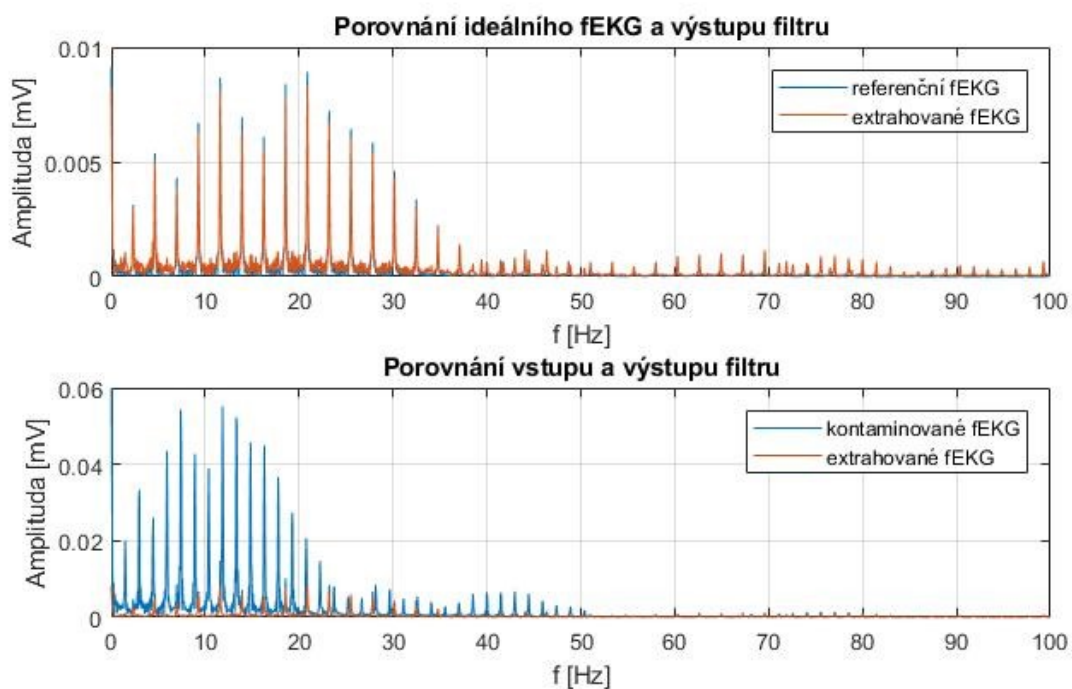 Porovnání ideálního fEKG a výstupu filtru
0.01
0.005
0
Amplituda [mV]
referenční fEKG
extrahované fEKG
0 10 20 30 40 50 60 70 80 90 100
f [Hz]
Porovnání vstupu a výstupu filtru
0.06
0.04
0.02
0
Amplituda [mV]
kontaminované fEKG
extrahované fEKG
0 10 20 30 40 50 60 70 80 90 100
f [Hz]